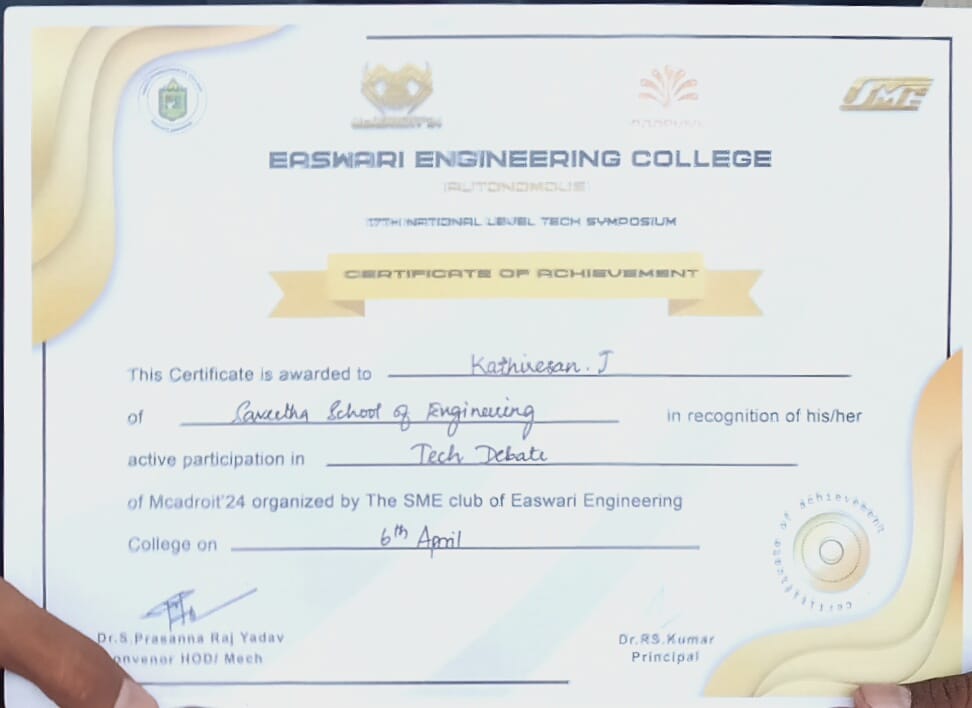 SME
EASWARI ENGINEERING COLLEGE
(AUTONOMOUS)
17TH NATIONAL LEVEL TECH SYMPOSIUM
CERTIFICATE OF ACHIEVEMENT
This Certificate is awarded to Kathiresan. J
of Saveetha School of Engineering in recognition of his/her
active participation in Tech Debate
of Mcadroit'24 organized by The SME club of Easwari Engineering
College on 6th April
certificate of achievement
Dr.S.Prasanna Raj Yadav
Convenor HOD/ Mech
Dr.RS.Kumar
Principal